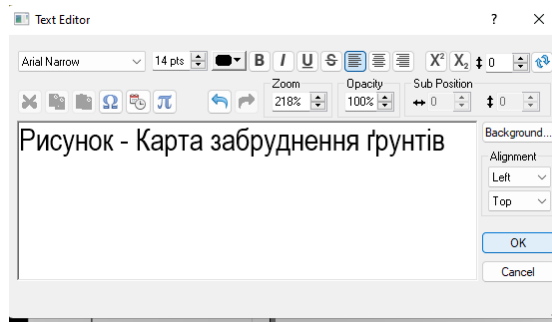 Text Editor ? ×
Arial Narrow 14 pts B I U S X² X₂ 0
Zoom Opacity Sub Position
Ω π 218% 100% 0 0
Рисунок - Карта забруднення ґрунтів
Background...
Alignment
Left
Top
OK
Cancel